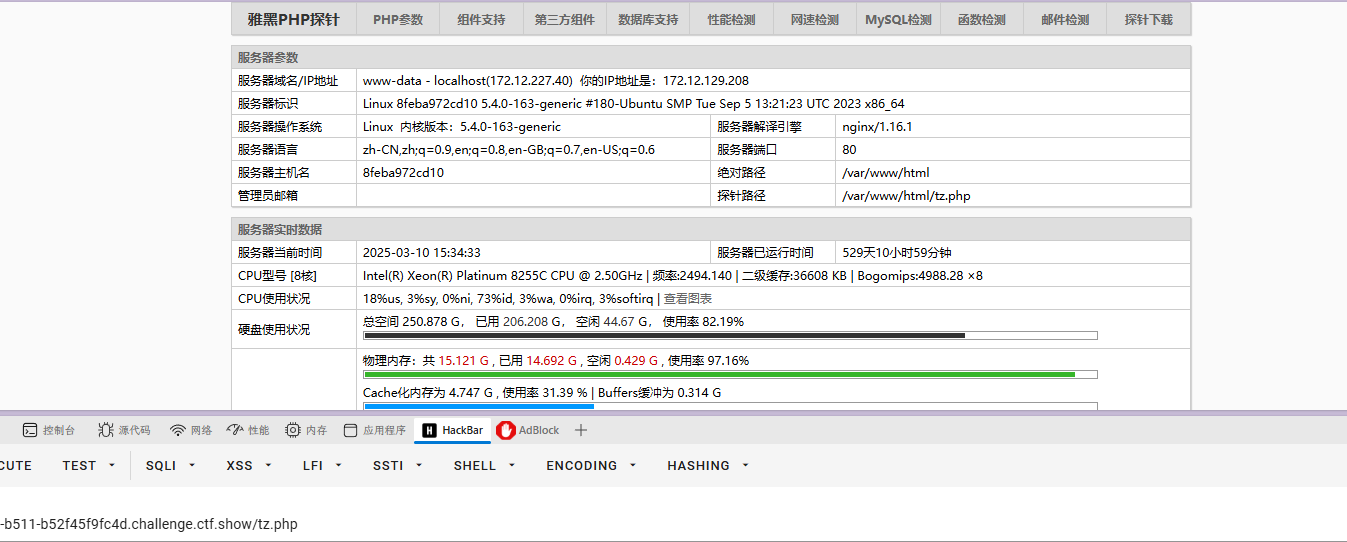 雅黑PHP探针 PHP参数 组件支持 第三方组件 数据库支持 性能检测 网速检测 MySQL检测 函数检测 邮件检测 探针下载
服务器参数
服务器域名/IP地址 www-data - localhost(172.12.227.40) 你的IP地址是：172.12.129.208
服务器标识 Linux 8feba972cd10 5.4.0-163-generic #180-Ubuntu SMP Tue Sep 5 13:21:23 UTC 2023 x86_64
服务器操作系统 Linux 内核版本：5.4.0-163-generic 服务器解译引擎 nginx/1.16.1
服务器语言 zh-CN,zh;q=0.9,en;q=0.8,en-GB;q=0.7,en-US;q=0.6 服务器端口 80
服务器主机名 8feba972cd10 绝对路径 /var/www/html
管理员邮箱 探针路径 /var/www/html/tz.php
服务器实时数据
服务器当前时间 2025-03-10 15:34:33 服务器已运行时间 529天10小时59分钟
CPU型号 [8核] Intel(R) Xeon(R) Platinum 8255C CPU @ 2.50GHz | 频率:2494.140 | 二级缓存:36608 KB | Bogomips:4988.28 ×8
CPU使用状况 18%us, 3%sy, 0%ni, 73%id, 3%wa, 0%irq, 3%softirq | 查看图表
硬盘使用状况 总空间 250.878 G， 已用 206.208 G， 空闲 44.67 G， 使用率 82.19%
物理内存：共 15.121 G , 已用 14.692 G , 空闲 0.429 G , 使用率 97.16%
Cache化内存为 4.747 G , 使用率 31.39 % | Buffers缓冲为 0.314 G
控制台 源代码 网络 性能 内存 应用程序 HackBar AdBlock
CUTE TEST SQLI XSS LFI SSTI SHELL ENCODING HASHING
-b511-b52f45f9fc4d.challenge.ctf.show/tz.php